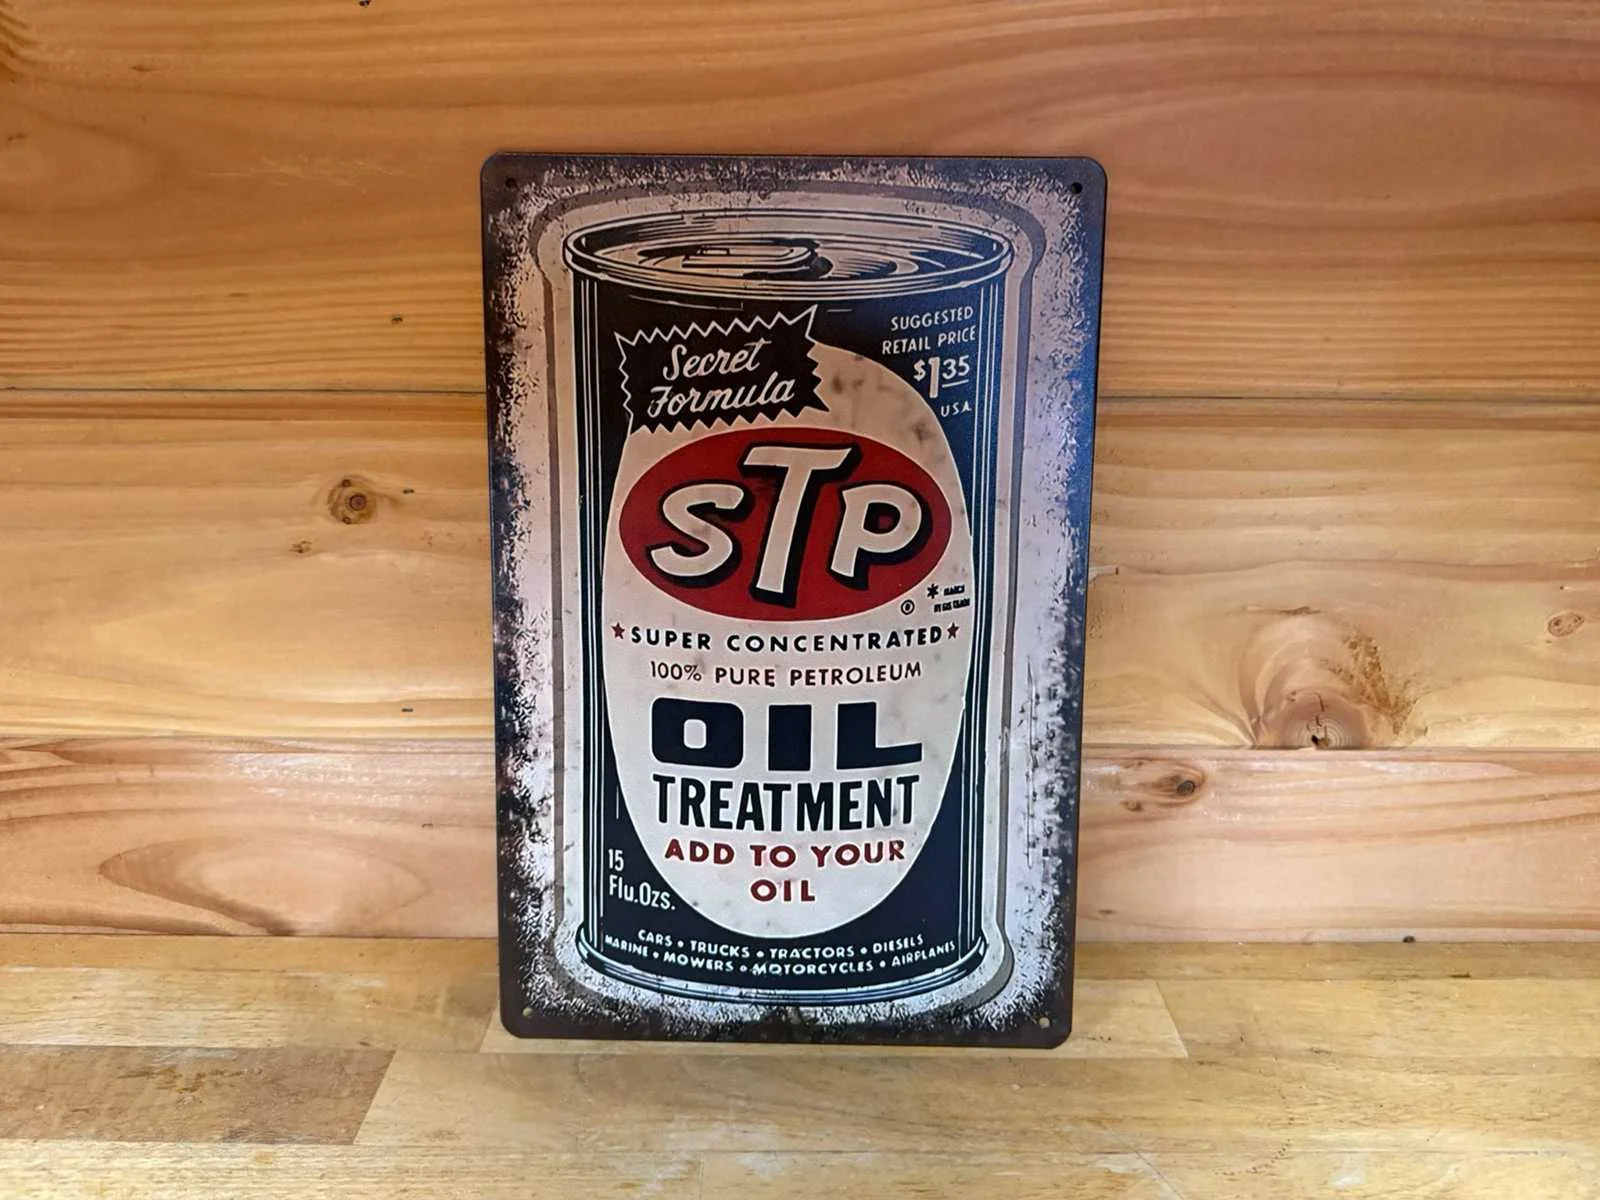 Secret
Formula
SUGGESTED
RETAIL PRICE
$1.35
USA
STP
®
★SUPER CONCENTRATED★
100% PURE PETROLEUM
OIL
TREATMENT
ADD TO YOUR
OIL
15
Flu.Ozs.
CARS • TRUCKS • TRACTORS • DIESELS
MARINE • MOWERS • MOTORCYCLES • AIRPLANES